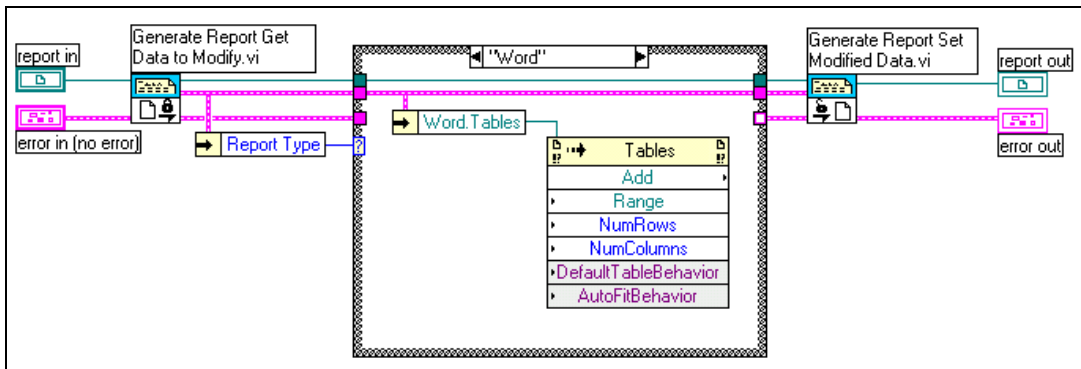 report in
error in (no error)
Generate Report Get
Data to Modify.vi
Report Type
?
"Word"
Word.Tables
Tables
Add
Range
NumRows
NumColumns
DefaultTableBehavior
AutoFitBehavior
Generate Report Set
Modified Data.vi
report out
error out